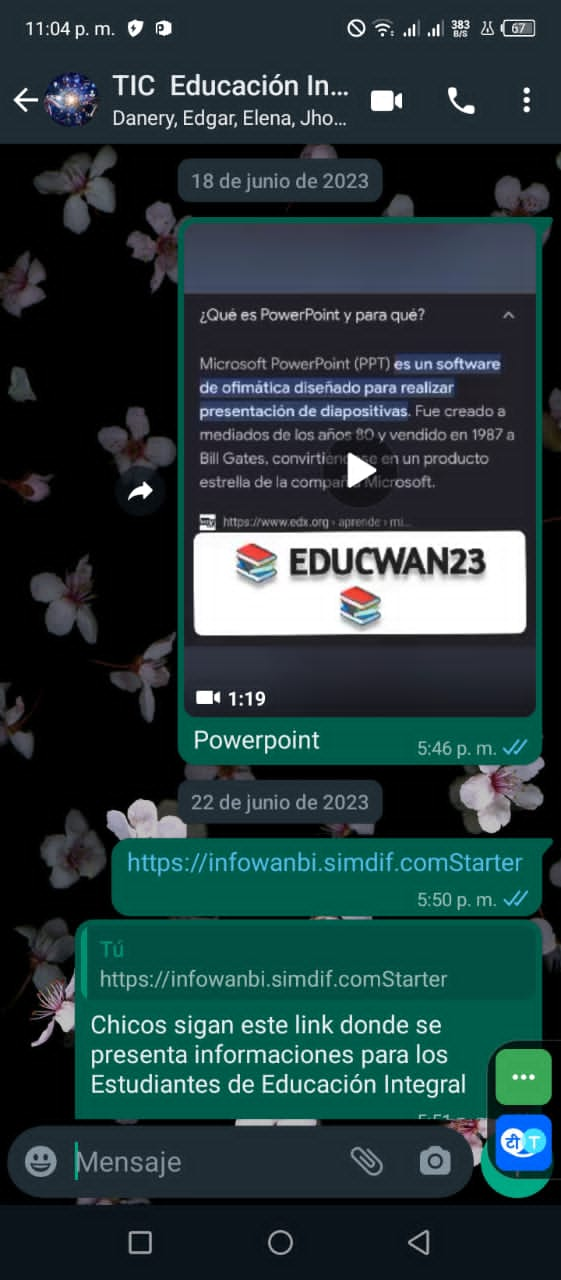 11:04 p. m.
383
B/S
67
TIC Educación In...
Danery, Edgar, Elena, Jho...
18 de junio de 2023
¿Qué es PowerPoint y para qué?
Microsoft PowerPoint (PPT) es un software
de ofimática diseñado para realizar
presentación de diapositivas. Fue creado a
mediados de los años 80 y vendido en 1987 a
Bill Gates, en un producto
estrella de la Microsoft.
https://www.edx.org › aprende › mi...
EDUCWAN23
1:19
Powerpoint
5:46 p. m.
22 de junio de 2023
https://infowanbi.simdif.comStarter
5:50 p. m.
Tú
https://infowanbi.simdif.comStarter
Chicos sigan este link donde se
presenta informaciones para los
Estudiantes de Educación Integral
Mensaje
टी T